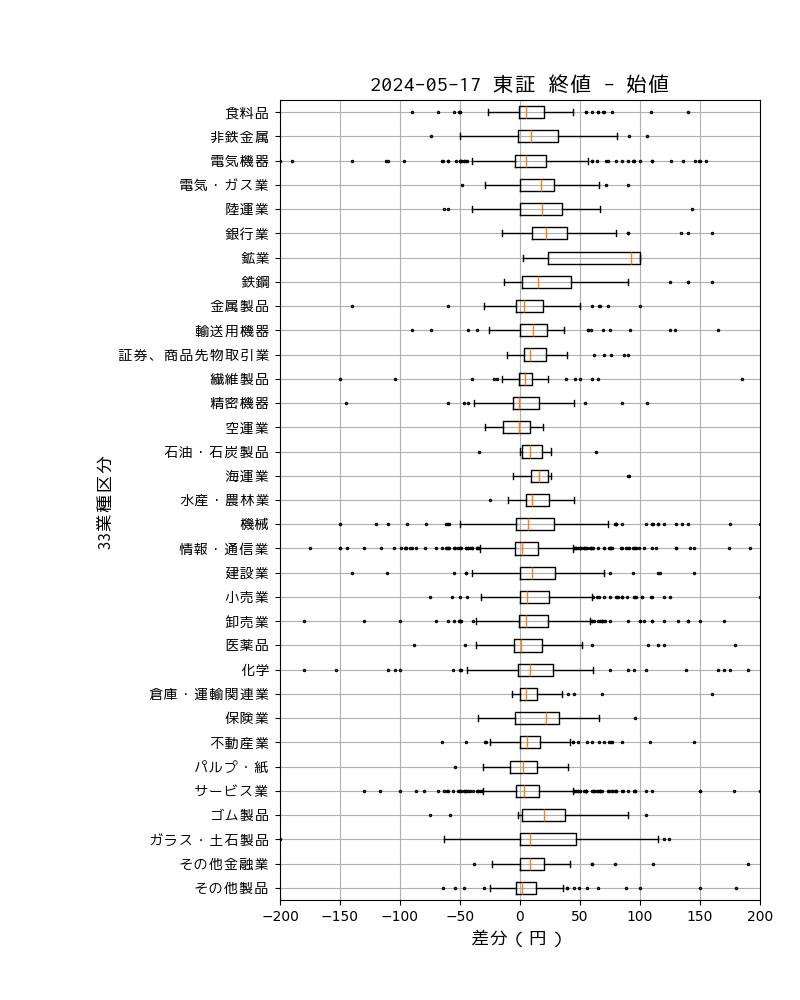 2024-05-17 東証 終値 - 始値
食料品
非鉄金属
電気機器
電気・ガス業
陸運業
銀行業
鉱業
鉄鋼
金属製品
輸送用機器
証券、商品先物取引業
繊維製品
精密機器
空運業
石油・石炭製品
海運業
水産・農林業
機械
情報・通信業
建設業
小売業
卸売業
医薬品
化学
倉庫・運輸関連業
保険業
不動産業
パルプ・紙
サービス業
ゴム製品
ガラス・土石製品
その他金融業
その他製品
33業種区分
−200 −150 −100 −50 0 50 100 150 200
差分（円）